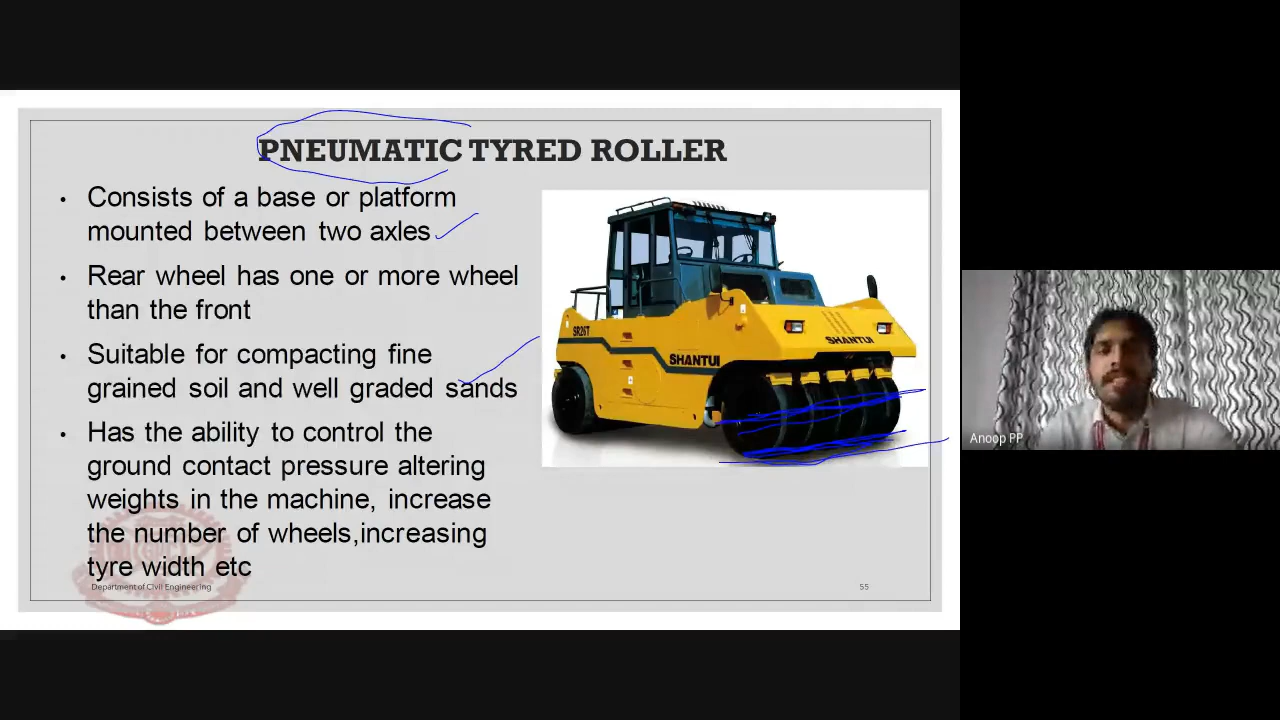 PNEUMATIC TYRED ROLLER
• Consists of a base or platform
mounted between two axles
• Rear wheel has one or more wheel
than the front
• Suitable for compacting fine
grained soil and well graded sands
• Has the ability to control the
ground contact pressure altering
weights in the machine, increase
the number of wheels,increasing
tyre width etc
SR26T
SHANTUI
SHANTUI
Department of Civil Engineering
55
Anoop PP